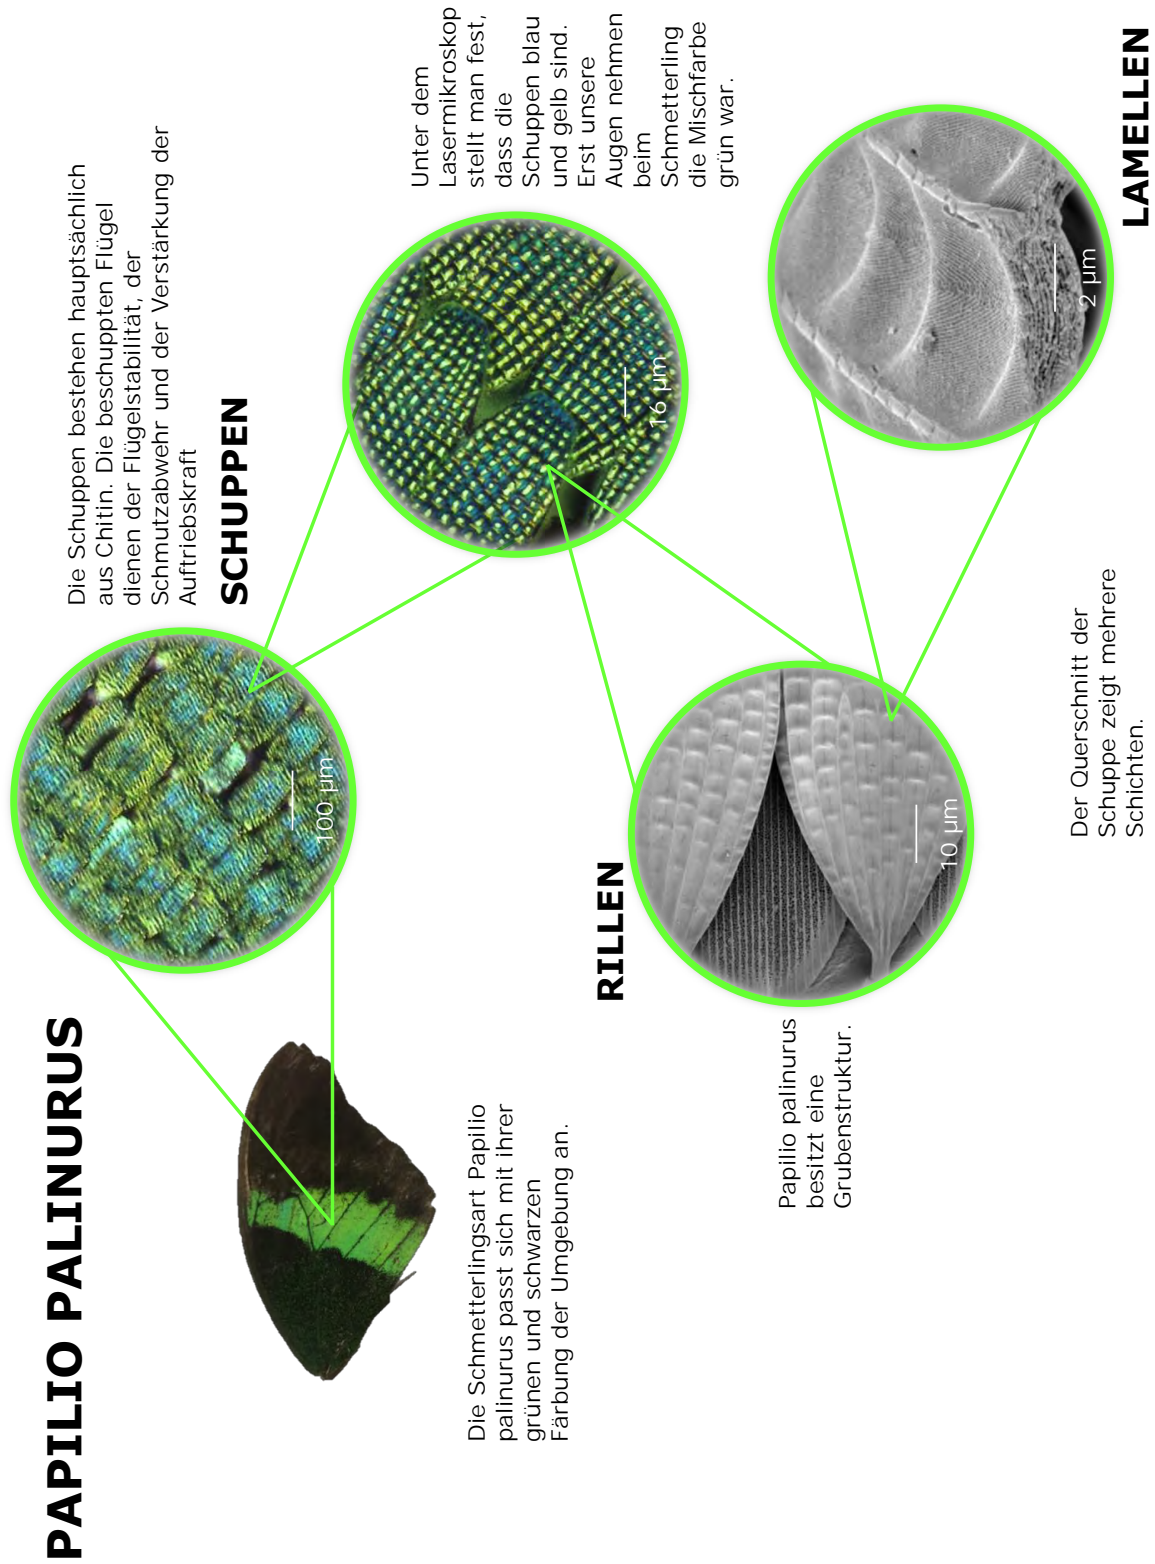 PAPILIO PALINURUS
Die Schmetterlingsart Papilio
palinurus passt sich mit ihrer
grünen und schwarzen
Färbung der Umgebung an.
100 µm
Die Schuppen bestehen hauptsächlich
aus Chitin. Die beschuppten Flügel
dienen der Flügelstabilität, der
Schmutzabwehr und der Verstärkung der
Auftriebskraft
SCHUPPEN
16 µm
Unter dem
Lasermikroskop
stellt man fest,
dass die
Schuppen blau
und gelb sind.
Erst unsere
Augen nehmen
beim
Schmetterling
die Mischfarbe
grün war.
RILLEN
10 µm
Papilio palinurus
besitzt eine
Grubenstruktur.
2 µm
LAMELLEN
Der Querschnitt der
Schuppe zeigt mehrere
Schichten.